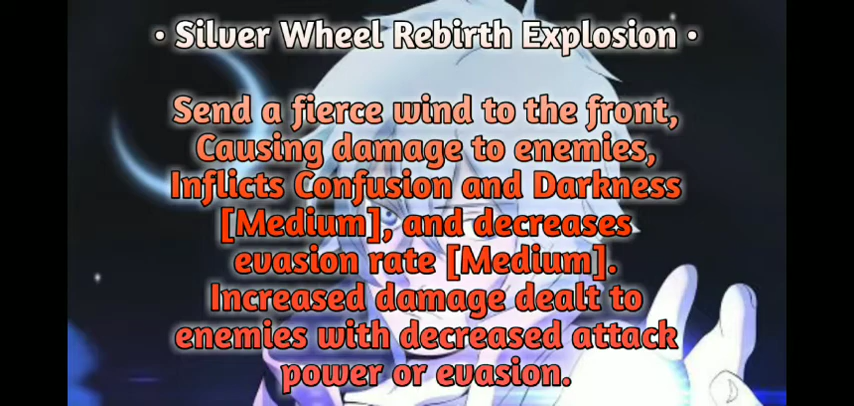 • Silver Wheel Rebirth Explosion •
Send a fierce wind to the front,
Causing damage to enemies,
Inflicts Confusion and Darkness
[Medium], and decreases
evasion rate [Medium].
Increased damage dealt to
enemies with decreased attack
power or evasion.